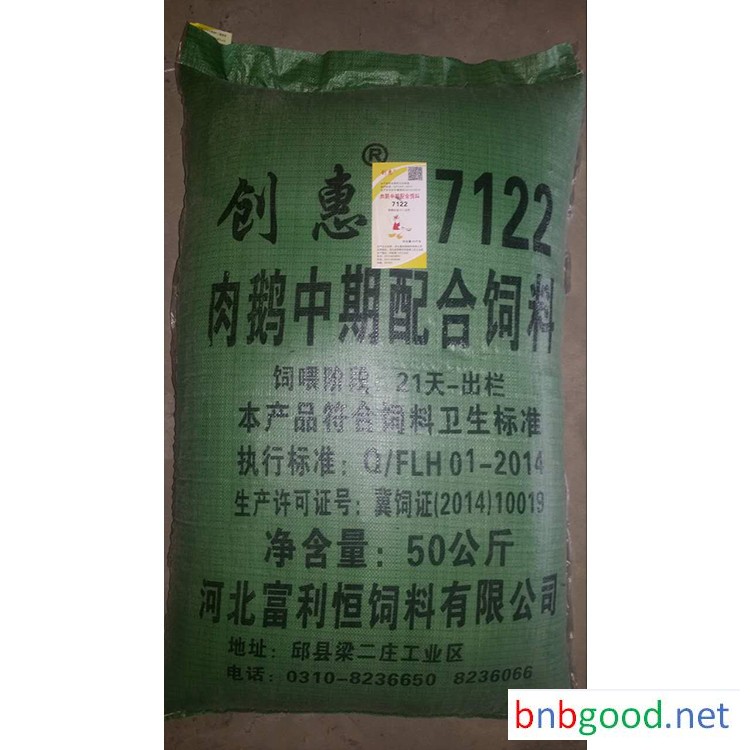 ®
创惠 7122
7122
肉鹅中期配合饲料
饲喂阶段：21天-出栏
本产品符合饲料卫生标准
执行标准：Q/FLH 01-2014
生产许可证号：冀饲证(2014)10019
净含量：50公斤
河北富利恒饲料有限公司
地址：邱县梁二庄工业区
电话：0310-8236650 8236066
bnbgood.net